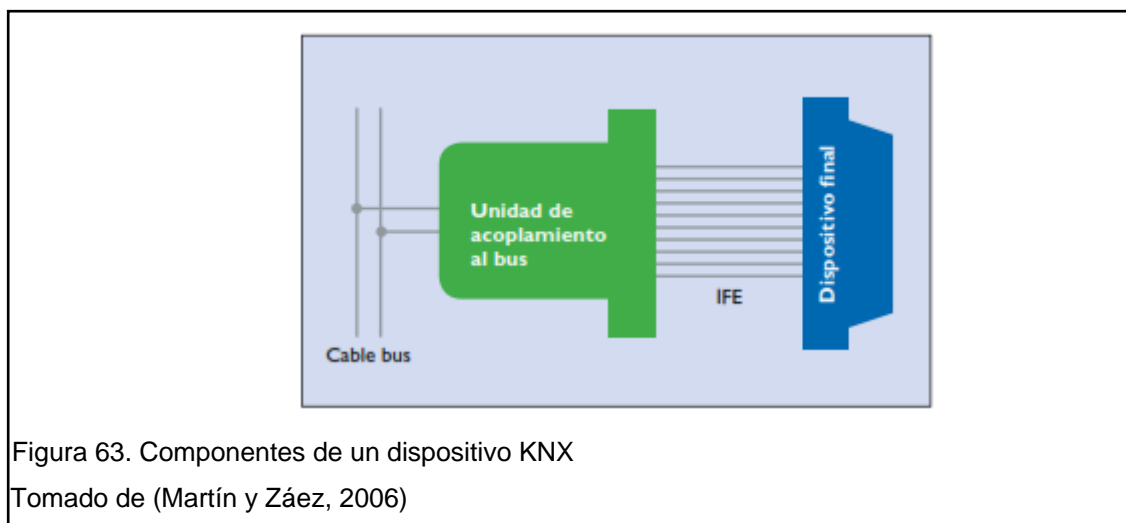 Unidad de
acoplamiento
al bus
Dispositivo final
IFE
Cable bus
Figura 63. Componentes de un dispositivo KNX
Tomado de (Martín y Záez, 2006)